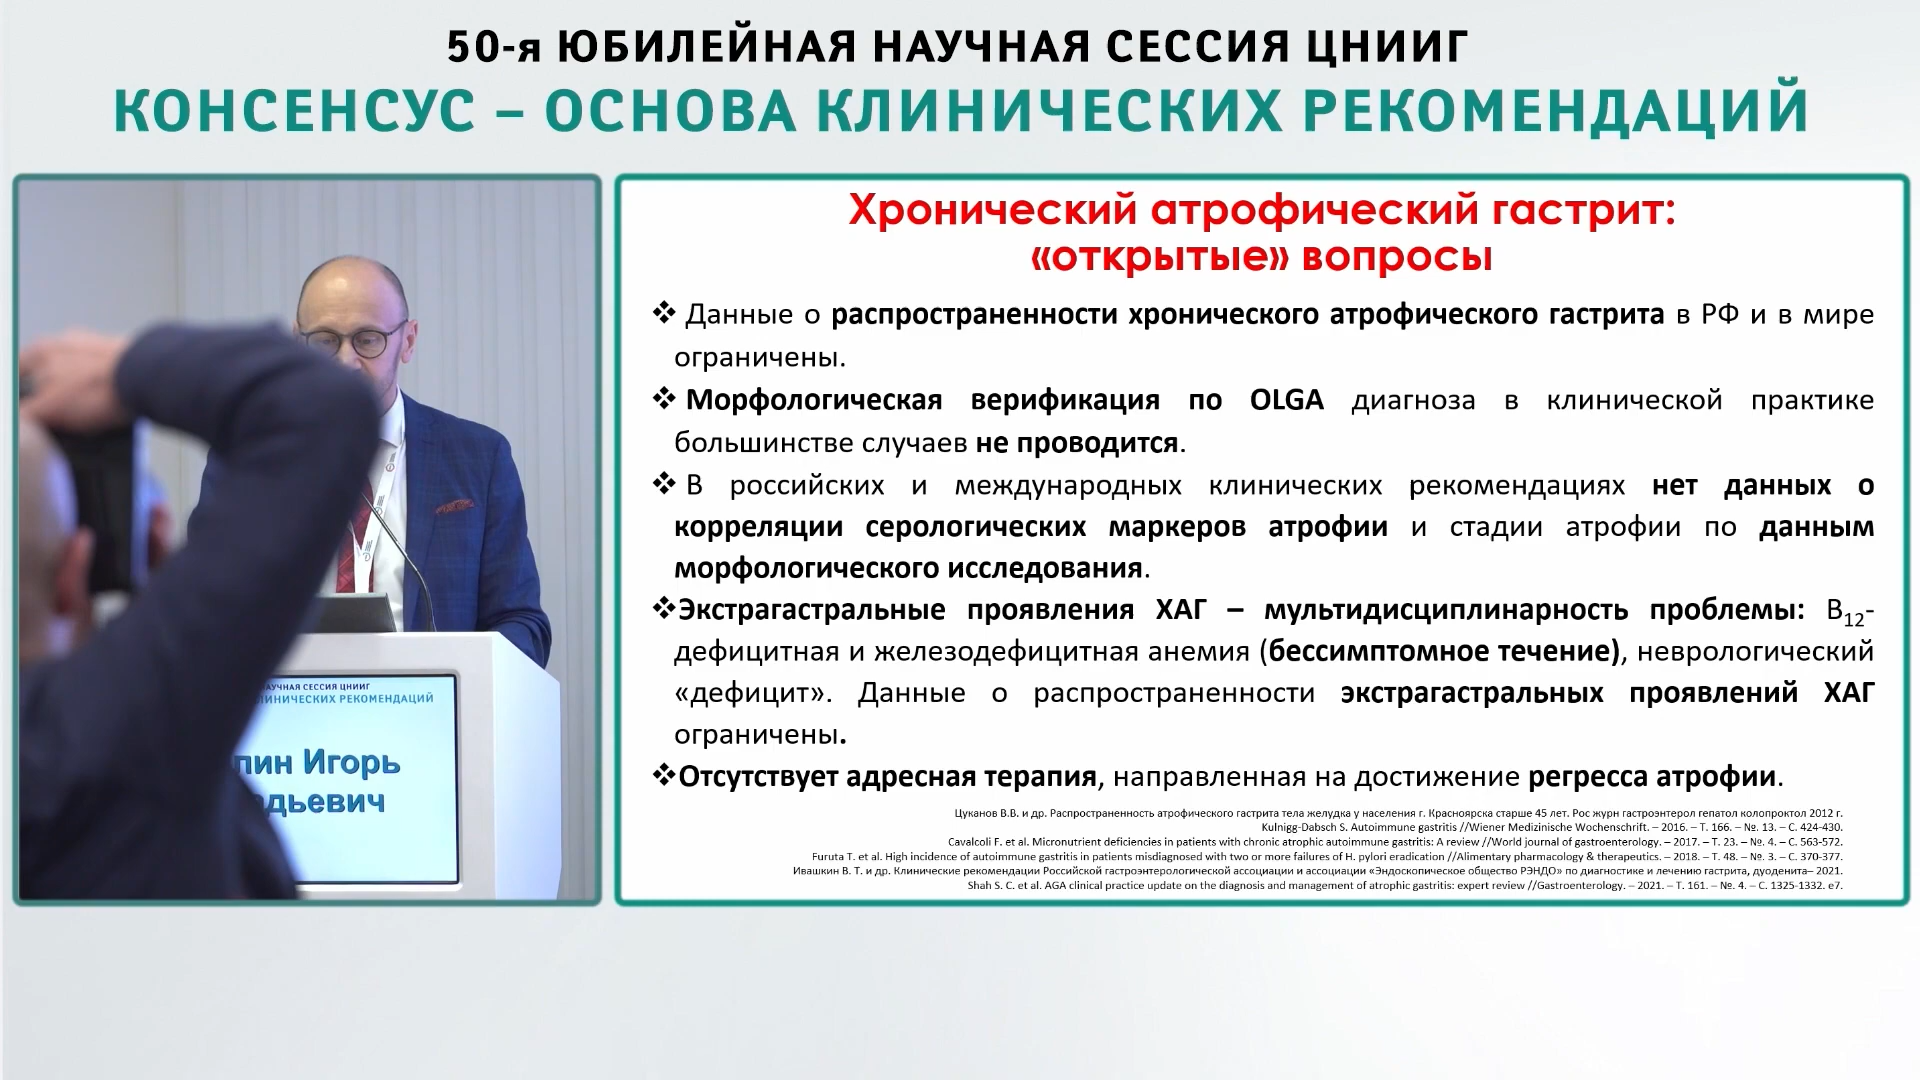 50-я ЮБИЛЕЙНАЯ НАУЧНАЯ СЕССИЯ ЦНИИГ
КОНСЕНСУС – ОСНОВА КЛИНИЧЕСКИХ РЕКОМЕНДАЦИЙ
НАУЧНАЯ СЕССИЯ ЦНИИГ
КЛИНИЧЕСКИХ РЕКОМЕНДАЦИЙ
Игорь
Хронический атрофический гастрит:
«открытые» вопросы
❖ Данные о распространенности хронического атрофического гастрита в РФ и в мире
ограничены.
❖ Морфологическая верификация по OLGA диагноза в клинической практике
большинстве случаев не проводится.
❖ В российских и международных клинических рекомендациях нет данных о
корреляции серологических маркеров атрофии и стадии атрофии по данным
морфологического исследования.
❖Экстрагастральные проявления ХАГ – мультидисциплинарность проблемы: В12-
дефицитная и железодефицитная анемия (бессимптомное течение), неврологический
«дефицит». Данные о распространенности экстрагастральных проявлений ХАГ
ограничены.
❖Отсутствует адресная терапия, направленная на достижение регресса атрофии.
Цуканов В.В. и др. Распространенность атрофического гастрита тела желудка у населения г. Красноярска старше 45 лет. Рос журн гастроэнтерол гепатол колопроктол 2012 г.
Kulnigg-Dabsch S. Autoimmune gastritis //Wiener Medizinische Wochenschrift. – 2016. – Т. 166. – №. 13. – С. 424-430.
Cavalcoli F. et al. Micronutrient deficiencies in patients with chronic atrophic autoimmune gastritis: A review //World journal of gastroenterology. – 2017. – Т. 23. – №. 4. – С. 563-572.
Furuta T. et al. High incidence of autoimmune gastritis in patients misdiagnosed with two or more failures of H. pylori eradication //Alimentary pharmacology & therapeutics. – 2018. – Т. 48. – №. 3. – С. 370-377.
Ивашкин В. Т. и др. Клинические рекомендации Российской гастроэнтерологической ассоциации и ассоциации «Эндоскопическое общество РЭНДО» по диагностике и лечению гастрита, дуоденита– 2021.
Shah S. C. et al. AGA clinical practice update on the diagnosis and management of atrophic gastritis: expert review //Gastroenterology. – 2021. – Т. 161. – №. 4. – С. 1325-1332. e7.